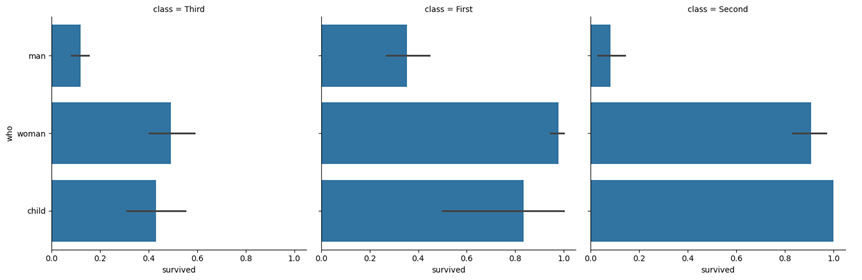 class = Third
class = First
class = Second
who
man
woman
child
0.0 0.2 0.4 0.6 0.8 1.0
0.0 0.2 0.4 0.6 0.8 1.0
0.0 0.2 0.4 0.6 0.8 1.0
survived
survived
survived